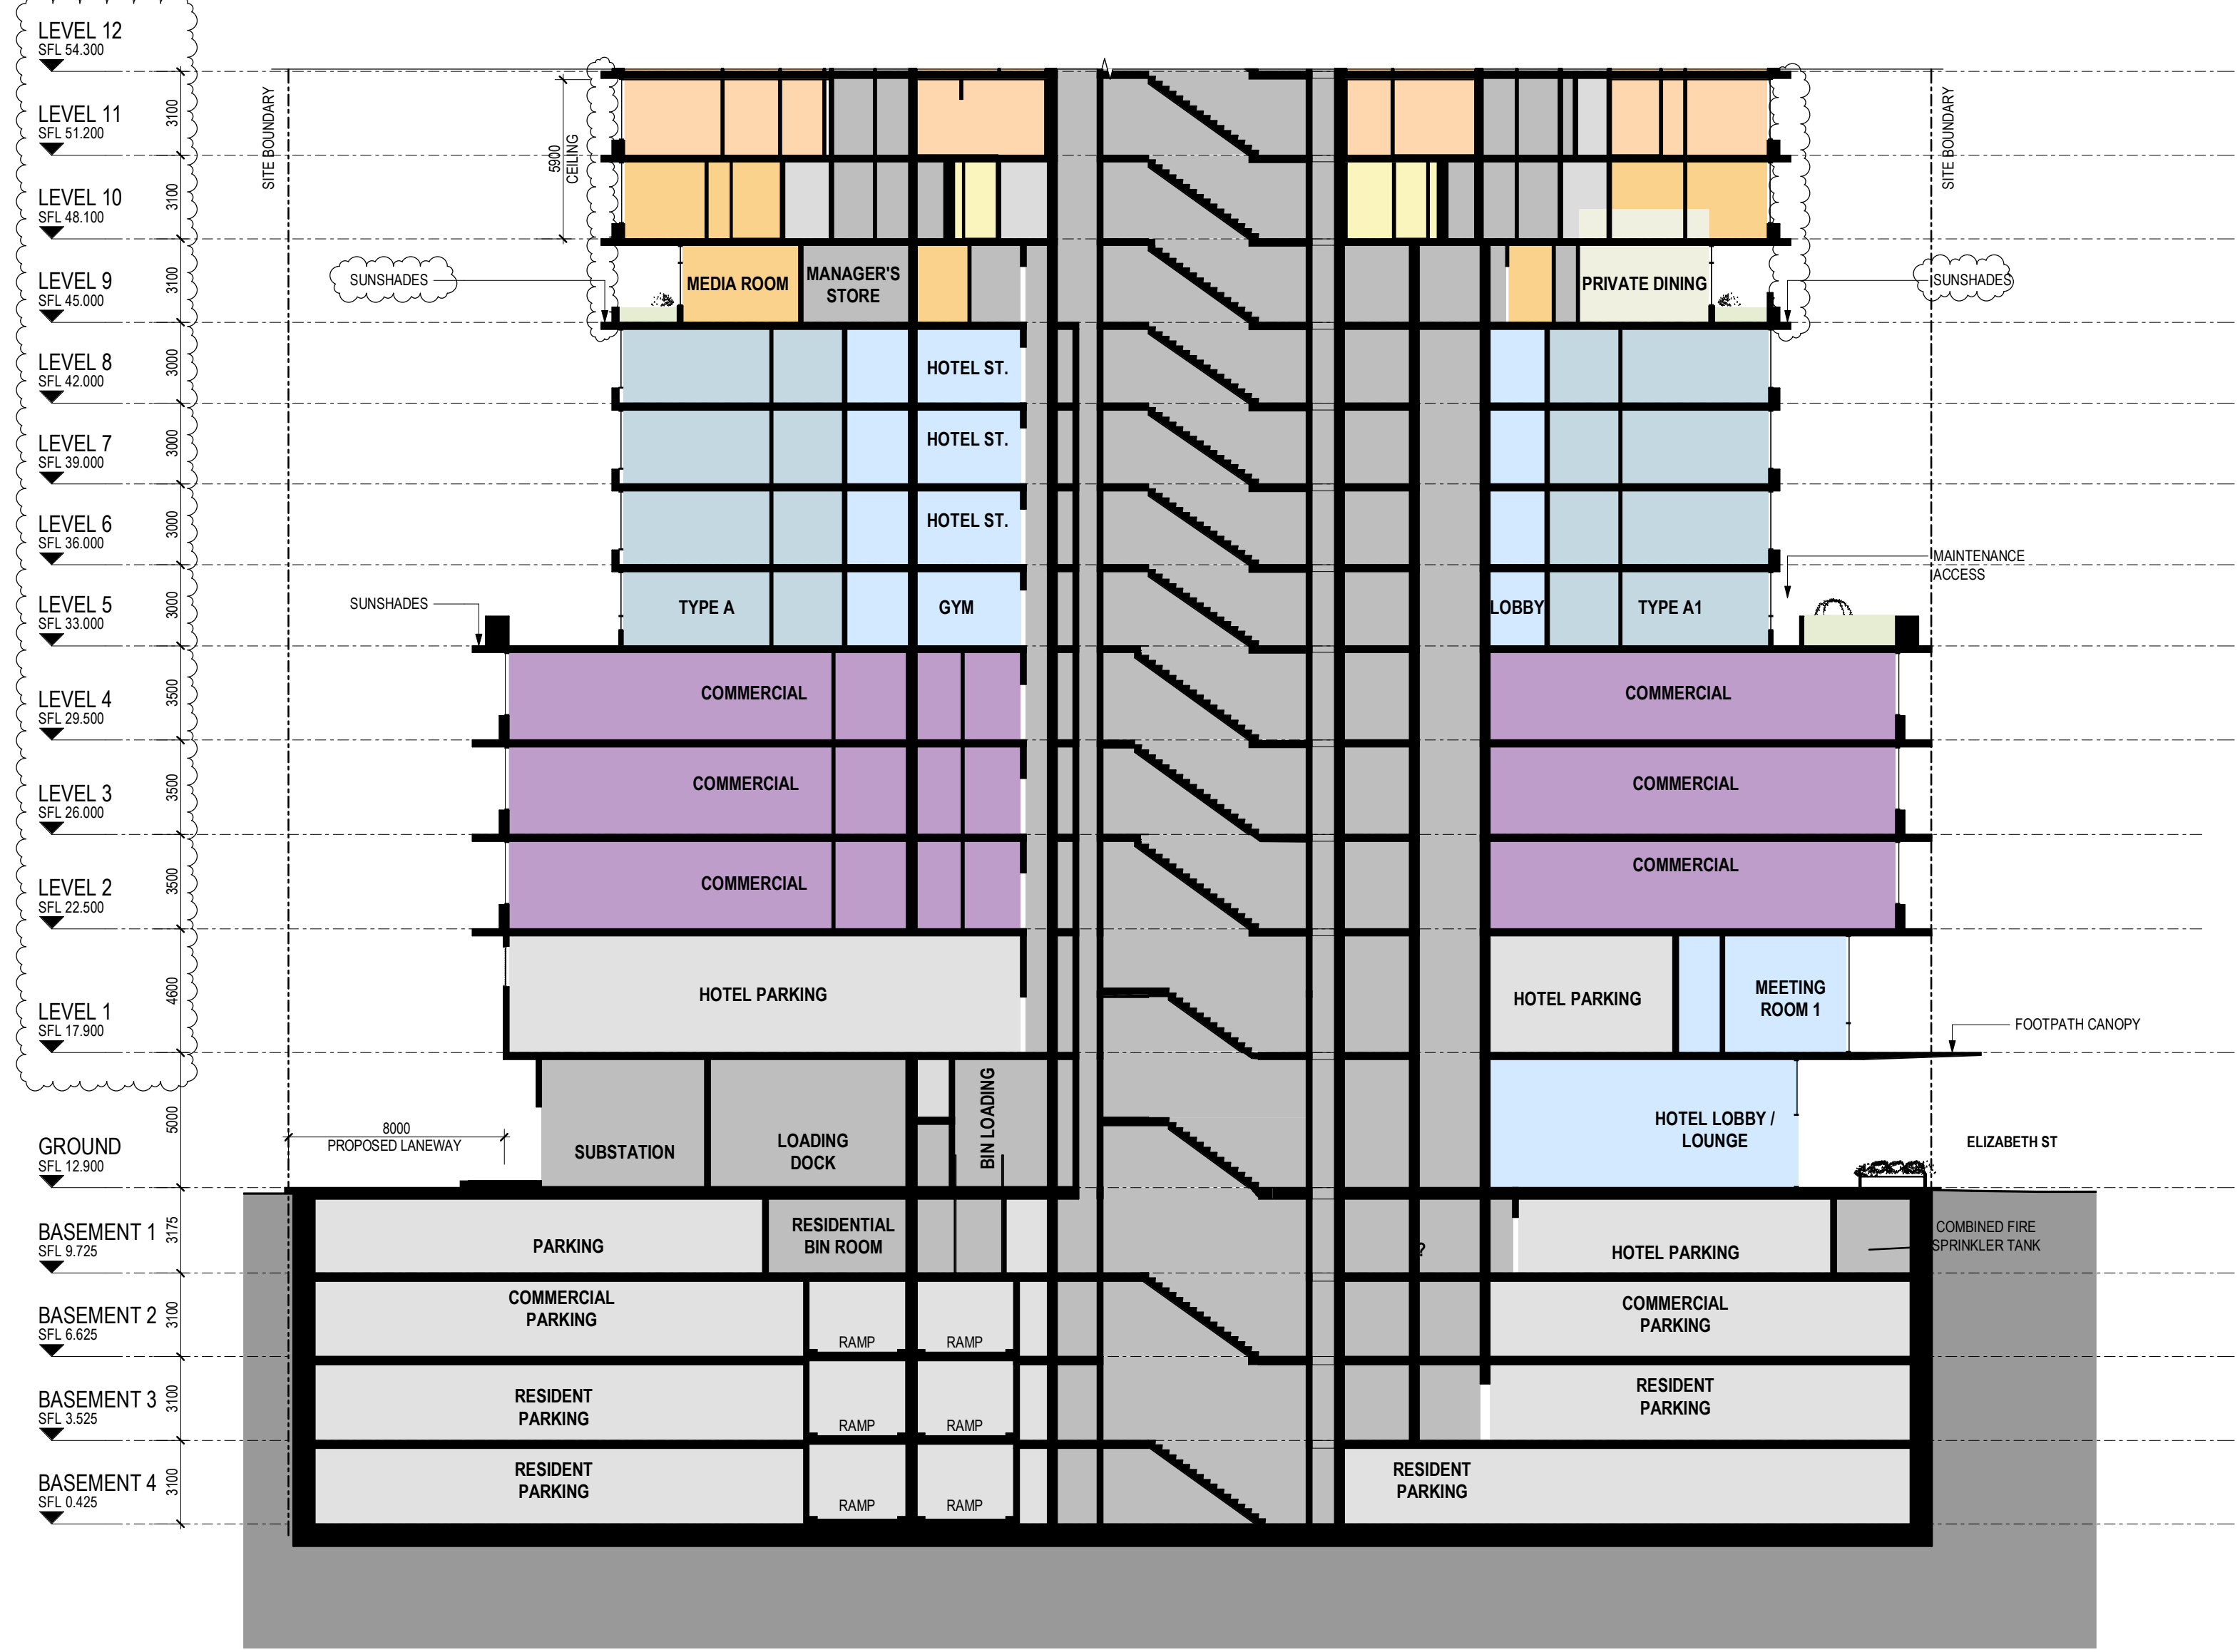 LEVEL 12
SFL 54.300
3100
LEVEL 11
SFL 51.200
3100
LEVEL 10
SFL 48.100
3100
LEVEL 9
SFL 45.000
3000
LEVEL 8
SFL 42.000
3000
LEVEL 7
SFL 39.000
3000
LEVEL 6
SFL 36.000
3000
LEVEL 5
SFL 33.000
3500
LEVEL 4
SFL 29.500
3500
LEVEL 3
SFL 26.000
3500
LEVEL 2
SFL 22.500
4600
LEVEL 1
SFL 17.900
5000
GROUND
SFL 12.900
3175
BASEMENT 1
SFL 9.725
3100
BASEMENT 2
SFL 6.625
3100
BASEMENT 3
SFL 3.525
3100
BASEMENT 4
SFL 0.425
SITE BOUNDARY
5900
CEILING
SITE BOUNDARY
SUNSHADES
MEDIA ROOM
MANAGER'S
STORE
PRIVATE DINING
SUNSHADES
HOTEL ST.
HOTEL ST.
HOTEL ST.
MAINTENANCE
ACCESS
SUNSHADES
TYPE A
GYM
LOBBY
TYPE A1
COMMERCIAL
COMMERCIAL
COMMERCIAL
COMMERCIAL
COMMERCIAL
COMMERCIAL
HOTEL PARKING
HOTEL PARKING
MEETING
ROOM 1
FOOTPATH CANOPY
8000
PROPOSED LANEWAY
SUBSTATION
LOADING
DOCK
BIN LOADING
HOTEL LOBBY /
LOUNGE
ELIZABETH ST
PARKING
RESIDENTIAL
BIN ROOM
?
HOTEL PARKING
COMBINED FIRE
SPRINKLER TANK
COMMERCIAL
PARKING
RAMP
RAMP
COMMERCIAL
PARKING
RESIDENT
PARKING
RAMP
RAMP
RESIDENT
PARKING
RESIDENT
PARKING
RAMP
RAMP
RESIDENT
PARKING